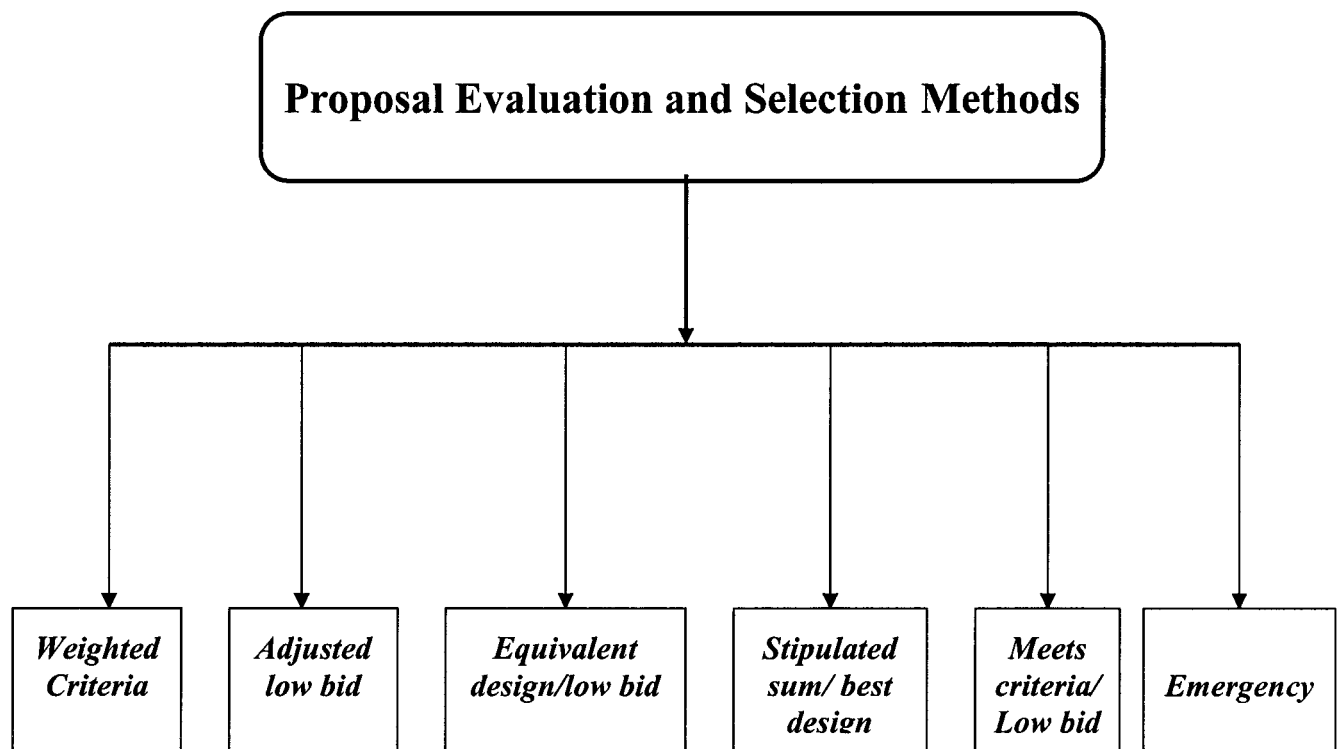 Proposal Evaluation and Selection Methods
Weighted
Criteria
Adjusted
low bid
Equivalent
design/low bid
Stipulated
sum/ best
design
Meets
criteria/
Low bid
Emergency